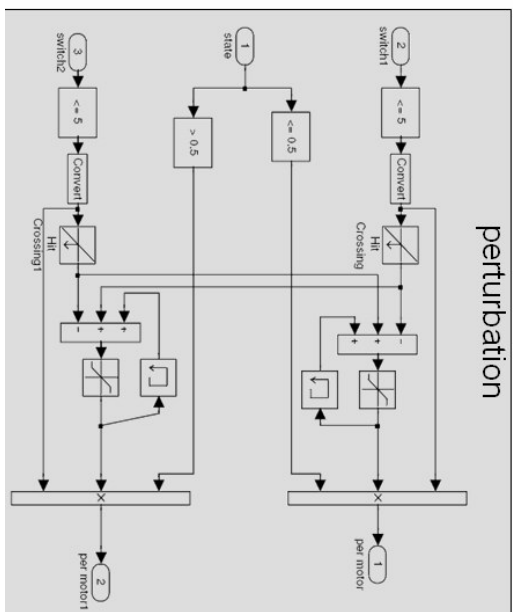 perturbation
2
switch1
<= 5
Convert
Hit
Crossing
- + +
×
1
per motor
1
state
<= 0.5
> 0.5
3
switch2
<= 5
Convert
Hit
Crossing1
+ + -
×
2
per motor1